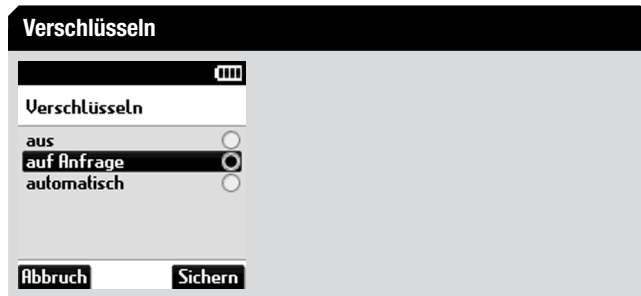 Verschlüsseln
Verschlüsseln
aus
auf Anfrage
automatisch
Abbruch Sichern